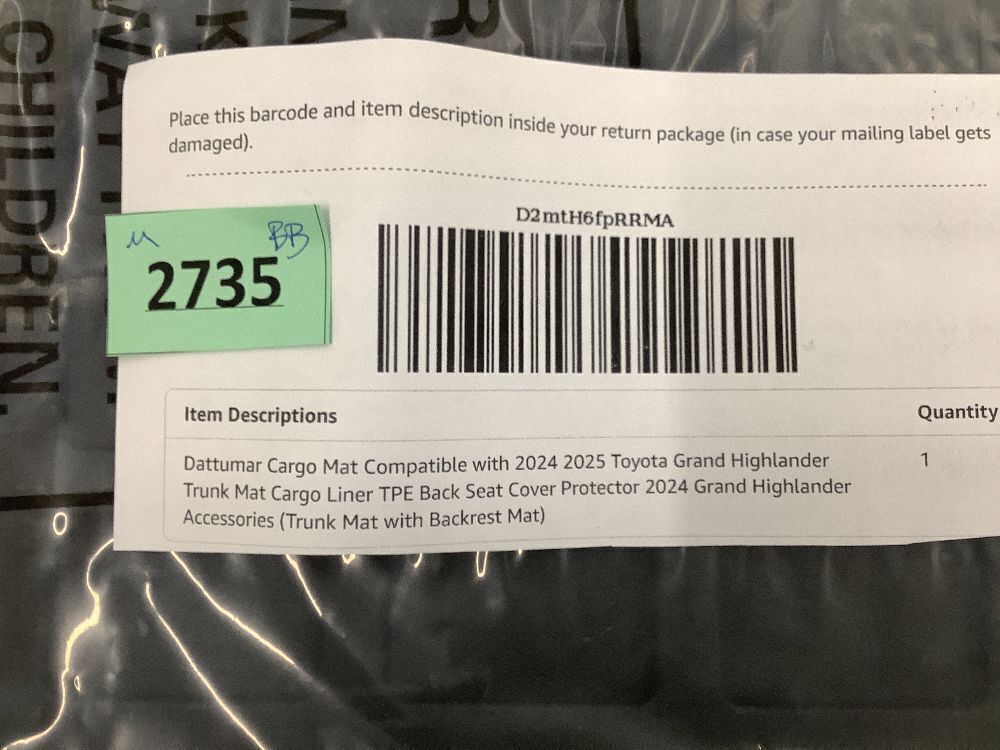 CHILDREN.
Place this barcode and item description inside your return package (in case your mailing label gets
damaged).
D2mtH6fpRRMA
BB
2735
Item Descriptions
Quantity
Dattumar Cargo Mat Compatible with 2024 2025 Toyota Grand Highlander
1
Trunk Mat Cargo Liner TPE Back Seat Cover Protector 2024 Grand Highlander
Accessories (Trunk Mat with Backrest Mat)